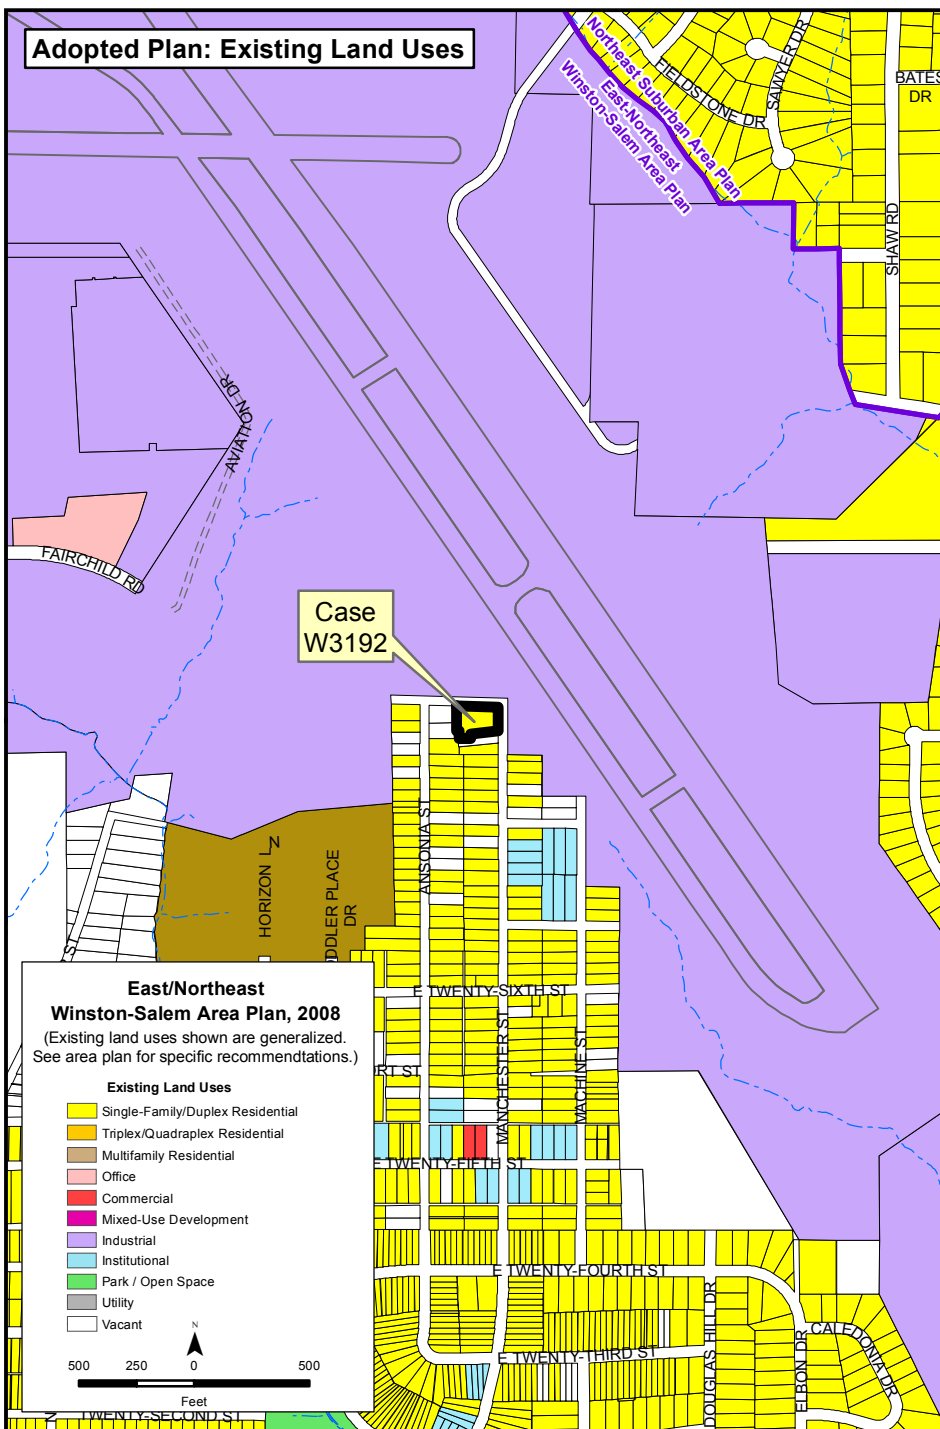 Adopted Plan: Existing Land Uses
Northeast Suburban Area Plan
East-Northeast
Winston-Salem Area Plan
FIELDSTONE DR
SAWYER DR
BATES
DR
SHAW RD
AVIATION DR
FAIRCHILD RD
Case
W3192
ANSONIA ST
HORIZON LN
DDLER PLACE
DR
E TWENTY-SIXTH ST
MANCHESTER ST
MACHINE ST
RT ST
E TWENTY-FIFTH ST
E TWENTY-FOURTH ST
E TWENTY-THIRD ST
DOUGLAS HILL DR
ELBON DR
CALEDONIA DR
TWENTY-SECOND ST
East/Northeast
Winston-Salem Area Plan, 2008
(Existing land uses shown are generalized.
See area plan for specific recommendtations.)
Existing Land Uses
Single-Family/Duplex Residential
Triplex/Quadraplex Residential
Multifamily Residential
Office
Commercial
Mixed-Use Development
Industrial
Institutional
Park / Open Space
Utility
Vacant
N
500 250 0 500
Feet